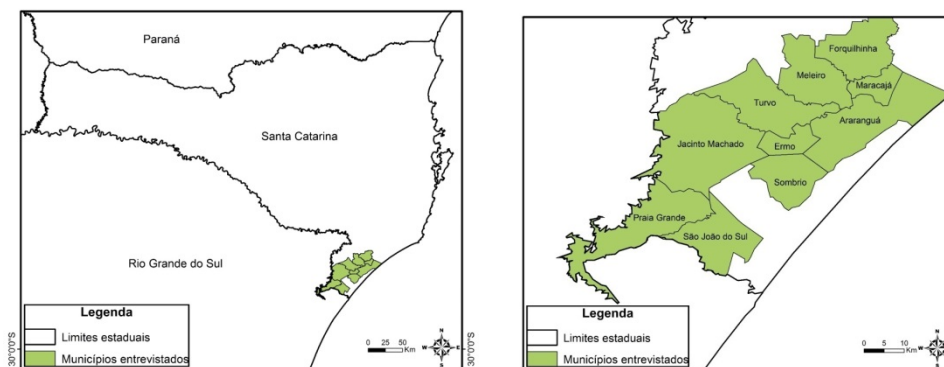 Paraná
Santa Catarina
Rio Grande do Sul
Legenda
Limites estaduais
Municípios entrevistados
0 25 50
Km
N
W E
S
30°0'0"S
30°0'0"S
Forquilhinha
Meleiro
Maracajá
Turvo
Araranguá
Jacinto Machado
Ermo
Sombrio
Praia Grande
São João do Sul
Legenda
Limites estaduais
Municípios entrevistados
0 5 10
Km
N
W E
S